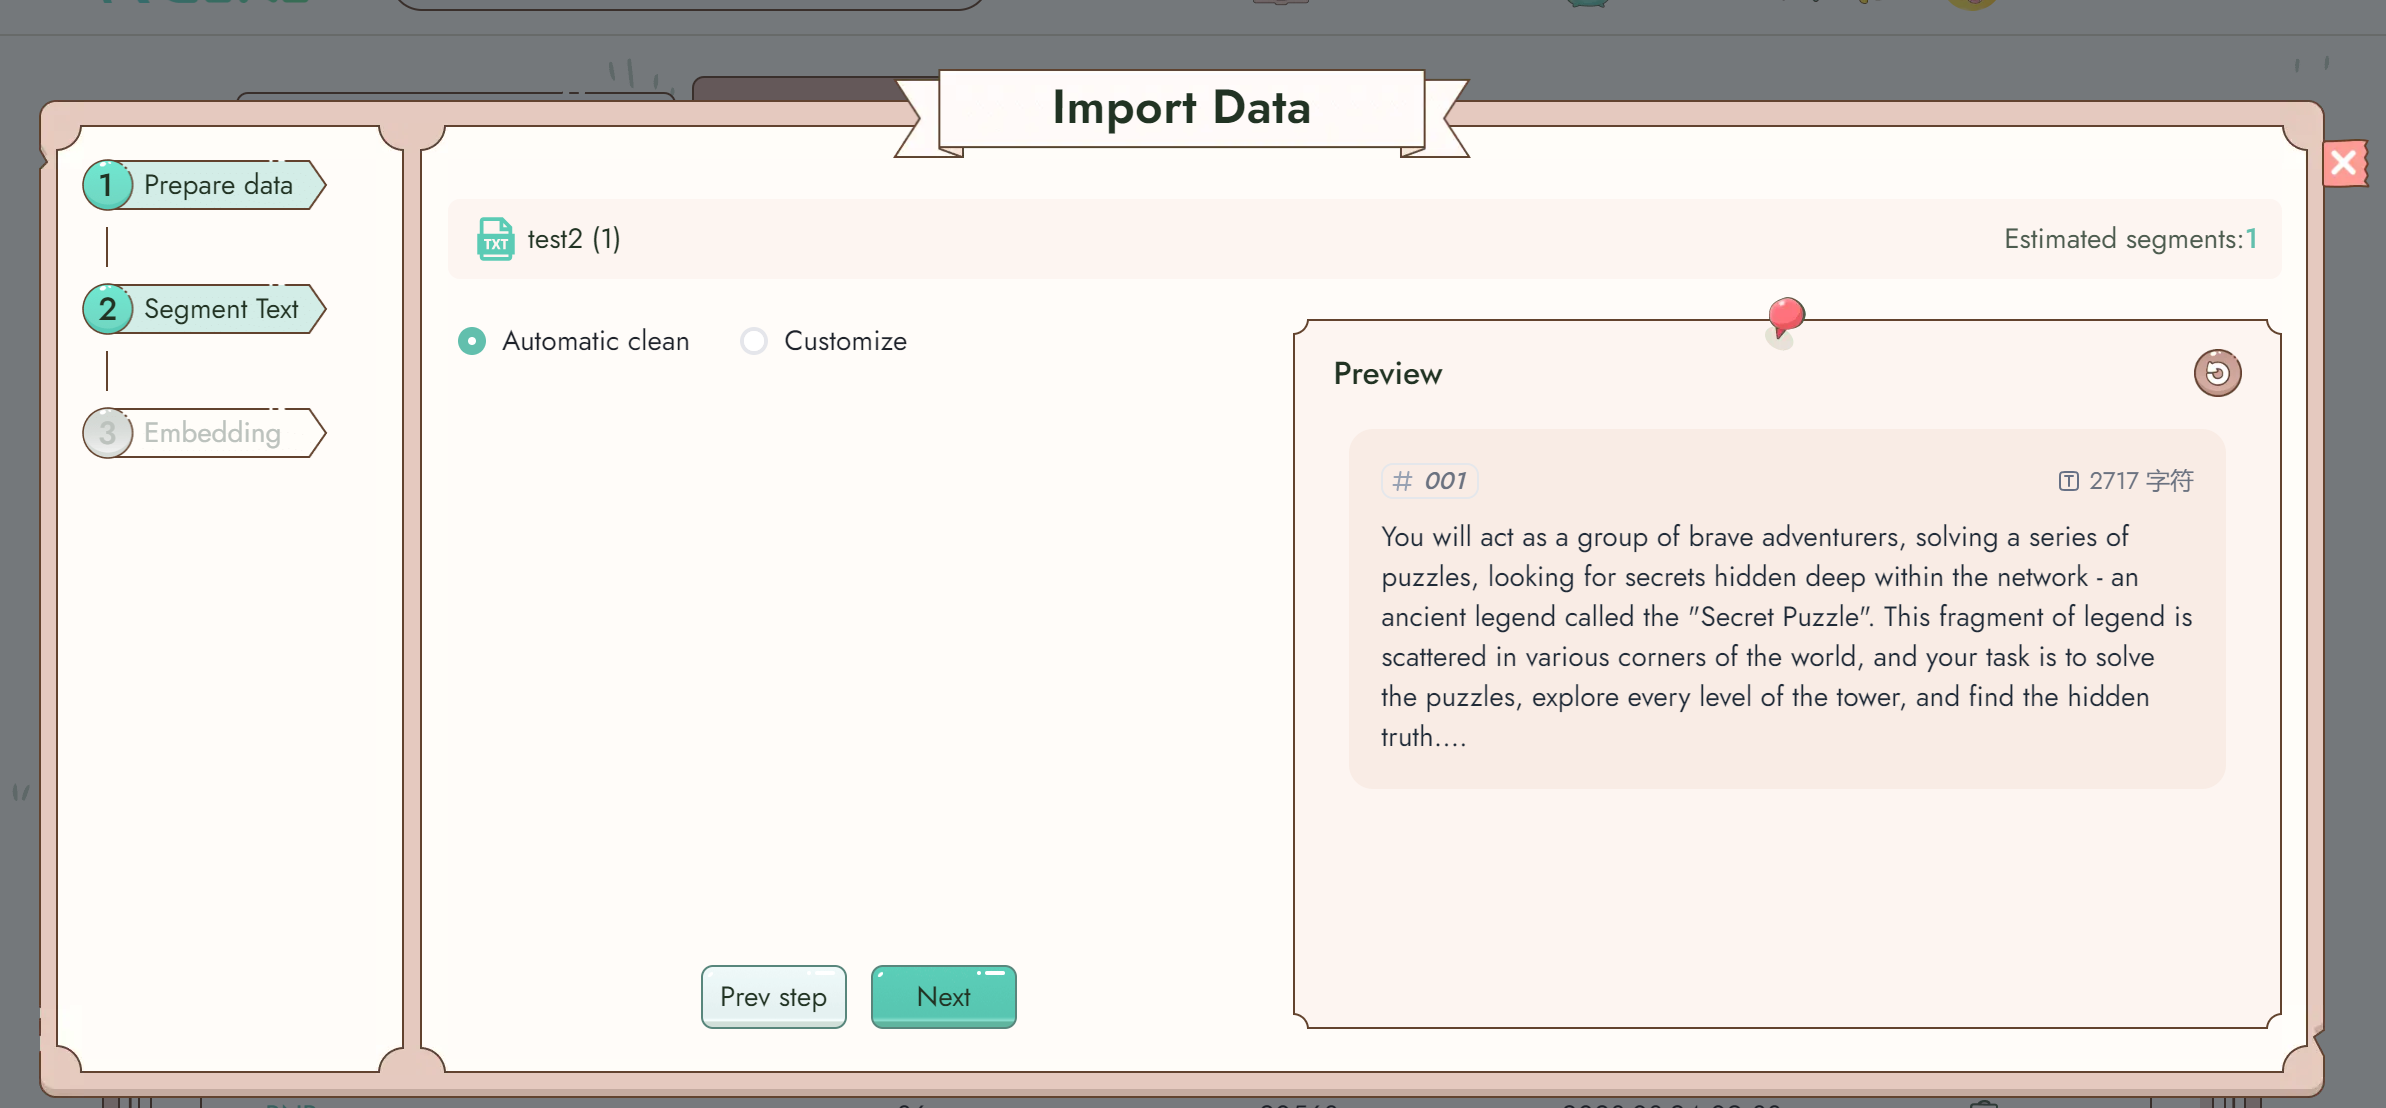 Import Data
1 Prepare data
2 Segment Text
3 Embedding
TXT test2 (1)
Estimated segments:1
Automatic clean
Customize
Preview
# 001
T 2717 字符
You will act as a group of brave adventurers, solving a series of
puzzles, looking for secrets hidden deep within the network - an
ancient legend called the "Secret Puzzle". This fragment of legend is
scattered in various corners of the world, and your task is to solve
the puzzles, explore every level of the tower, and find the hidden
truth....
Prev step
Next